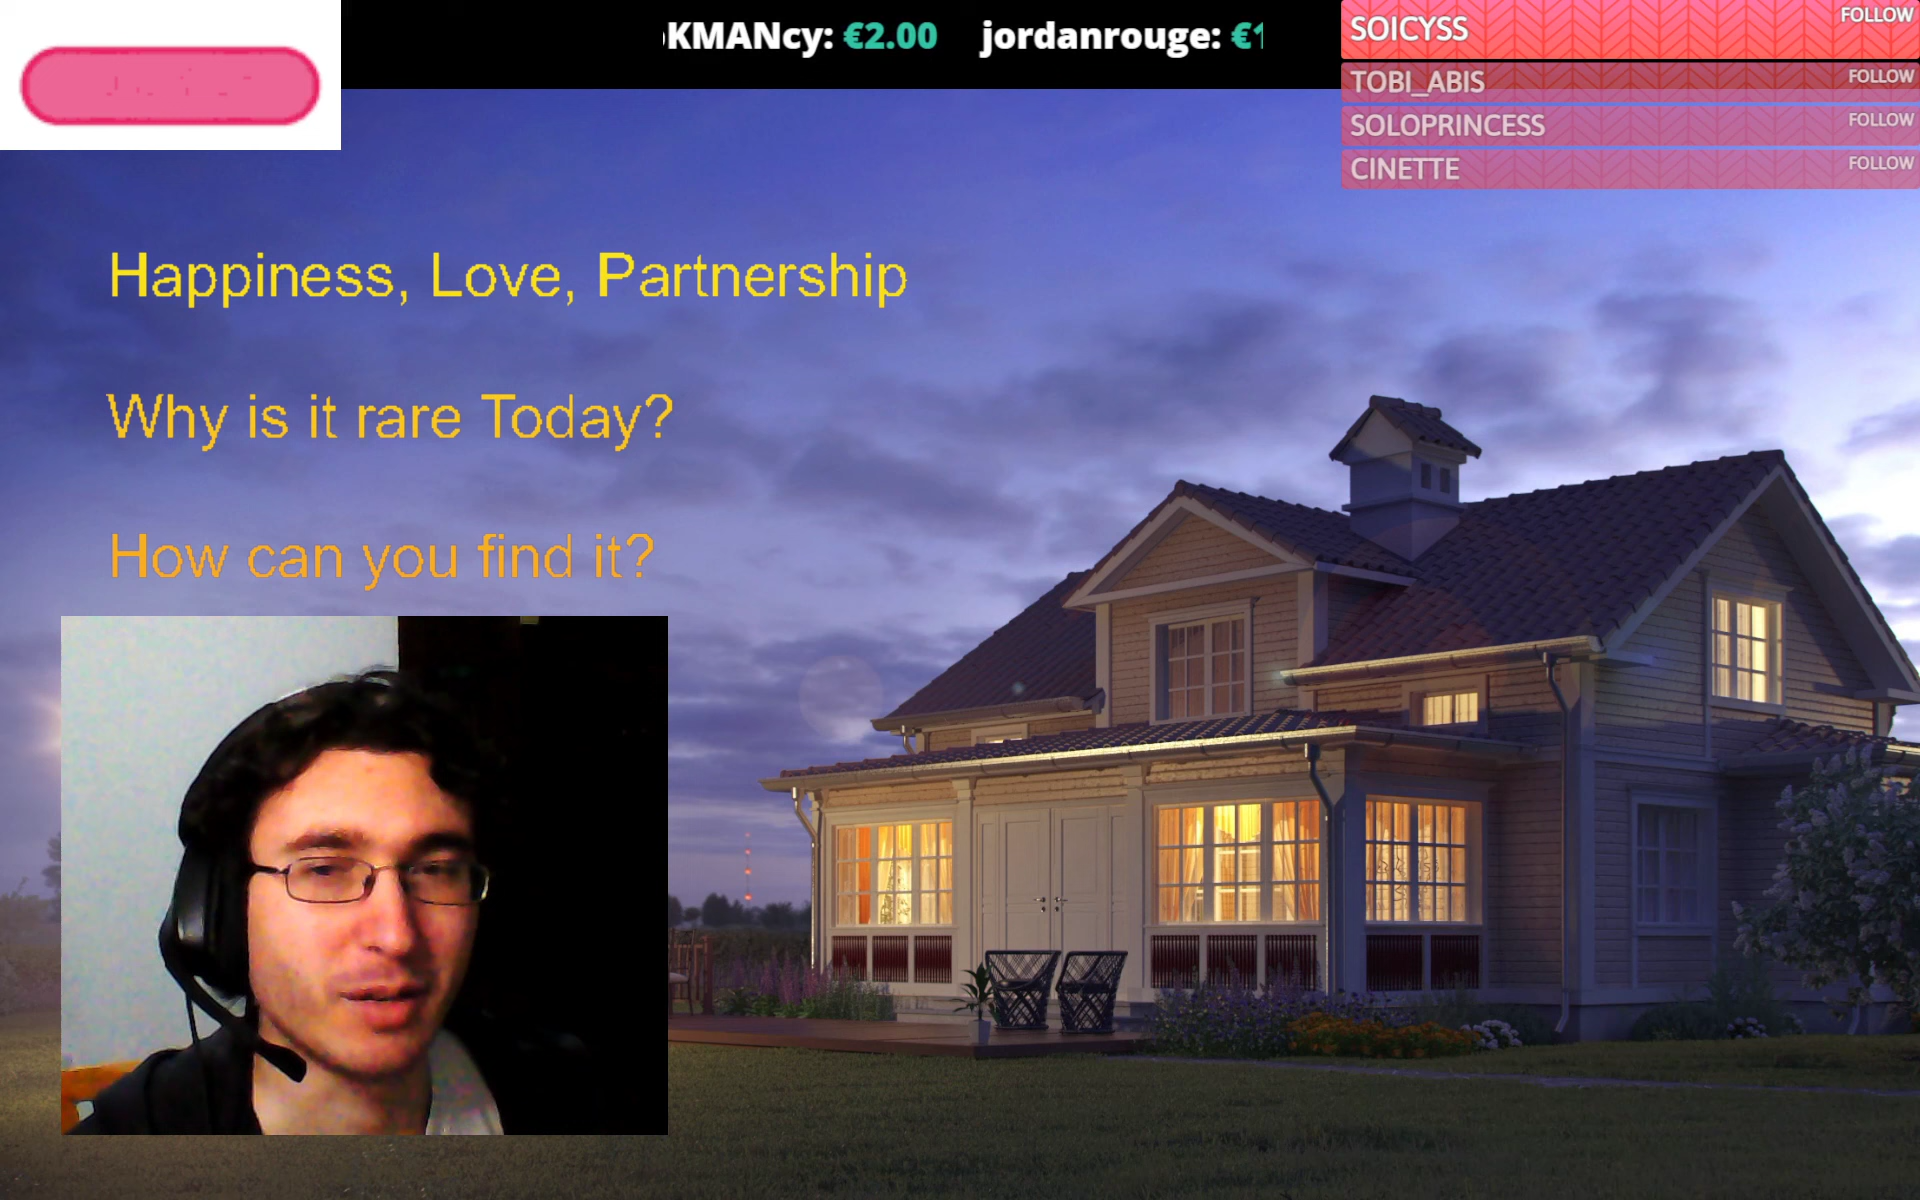 KMANcy: €2.00 jordanrouge: €1
SOICYSS FOLLOW
TOBI_ABIS FOLLOW
SOLOPRINCESS FOLLOW
CINETTE FOLLOW
Happiness, Love, Partnership
Why is it rare Today?
How can you find it?